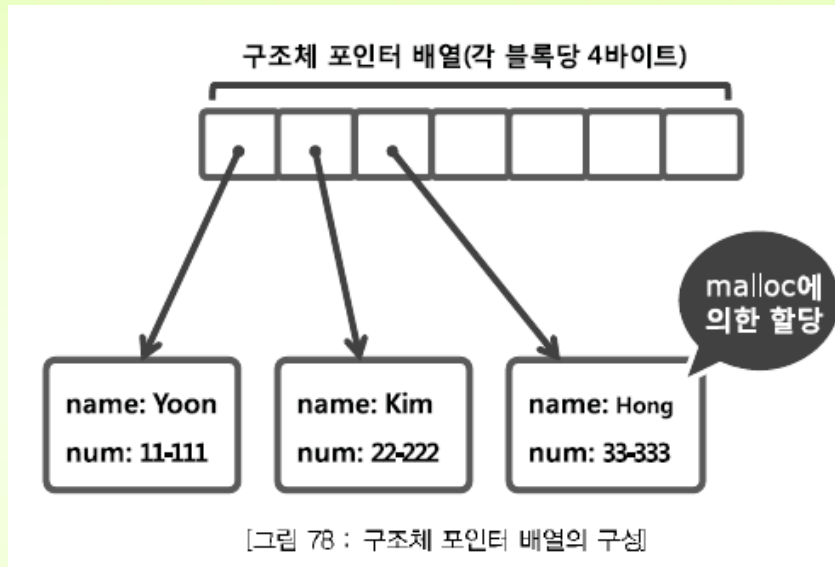 구조체 포인터 배열(각 블록당 4바이트)
malloc에
의한 할당
name: Yoon
num: 11-111
name: Kim
num: 22-222
name: Hong
num: 33-333
[그림 78 : 구조체 포인터 배열의 구성]